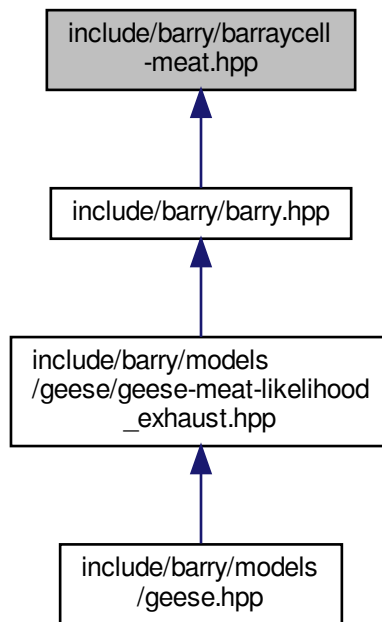 include/barry/barraycell
-meat.hpp
include/barry/barry.hpp
include/barry/models
/geese/geese-meat-likelihood
_exhaust.hpp
include/barry/models
/geese.hpp